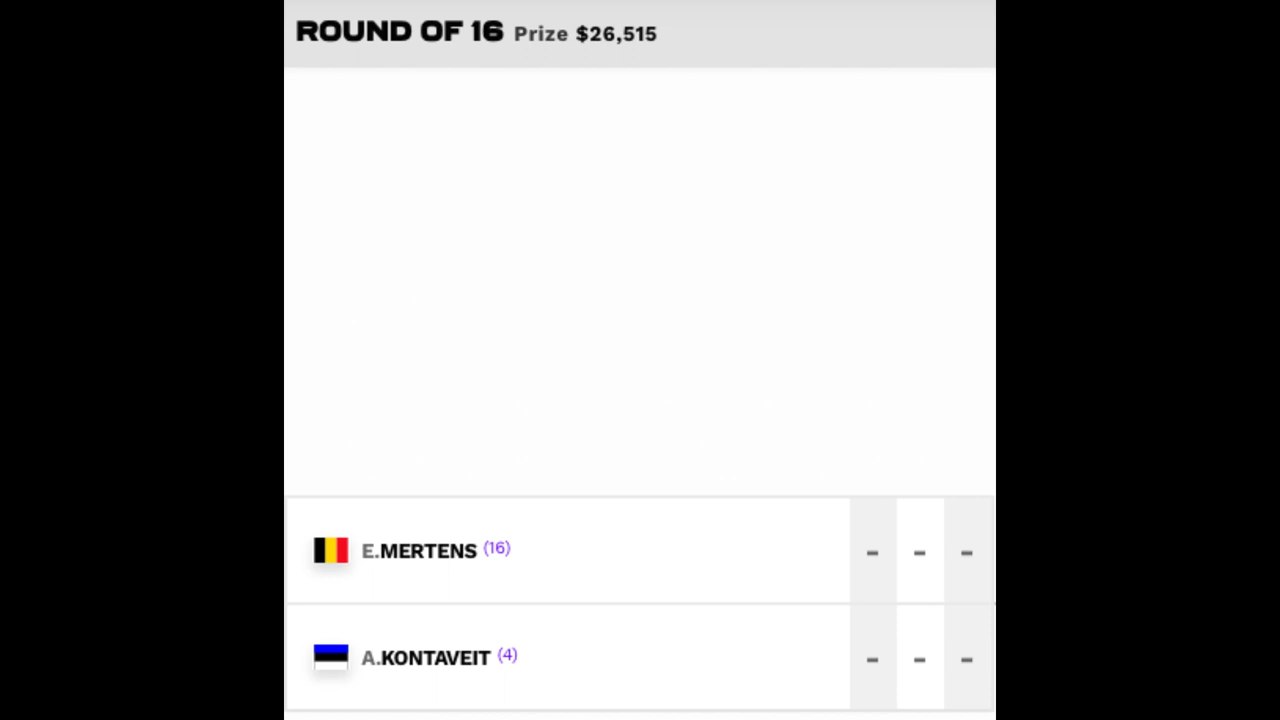 ROUND OF 16 Prize $26,515
E.MERTENS (16) - - -
A.KONTAVEIT (4) - - -